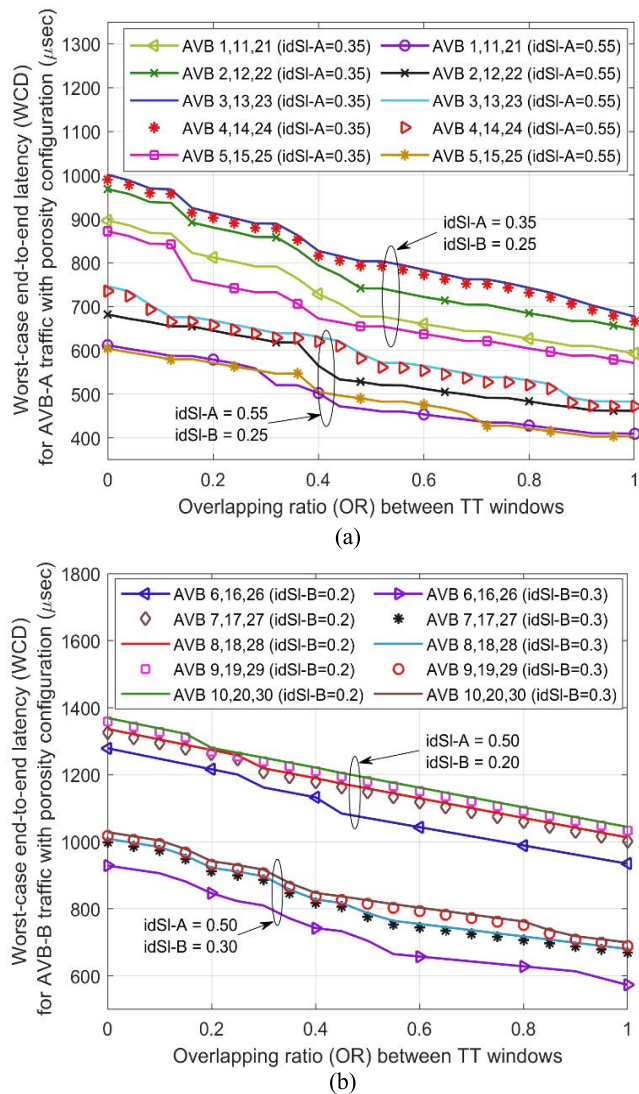 Worst-case end-to-end latency (WCD)
for AVB-A traffic with porosity configuration (μsec)
1300
1200
1100
1000
900
800
700
600
500
400
AVB 1,11,21 (idSl-A=0.35)
AVB 1,11,21 (idSl-A=0.55)
AVB 2,12,22 (idSl-A=0.35)
AVB 2,12,22 (idSl-A=0.55)
AVB 3,13,23 (idSl-A=0.35)
AVB 3,13,23 (idSl-A=0.55)
AVB 4,14,24 (idSl-A=0.35)
AVB 4,14,24 (idSl-A=0.55)
AVB 5,15,25 (idSl-A=0.35)
AVB 5,15,25 (idSl-A=0.55)
idSl-A = 0.35
idSl-B = 0.25
idSl-A = 0.55
idSl-B = 0.25
0 0.2 0.4 0.6 0.8 1
Overlapping ratio (OR) between TT windows
(a)
Worst-case end-to-end latency (WCD)
for AVB-B traffic with porosity configuration (μsec)
1800
1600
1400
1200
1000
800
600
AVB 6,16,26 (idSl-B=0.2)
AVB 6,16,26 (idSl-B=0.3)
AVB 7,17,27 (idSl-B=0.2)
AVB 7,17,27 (idSl-B=0.3)
AVB 8,18,28 (idSl-B=0.2)
AVB 8,18,28 (idSl-B=0.3)
AVB 9,19,29 (idSl-B=0.2)
AVB 9,19,29 (idSl-B=0.3)
AVB 10,20,30 (idSl-B=0.2)
AVB 10,20,30 (idSl-B=0.3)
idSl-A = 0.50
idSl-B = 0.20
idSl-A = 0.50
idSl-B = 0.30
0 0.2 0.4 0.6 0.8 1
Overlapping ratio (OR) between TT windows
(b)